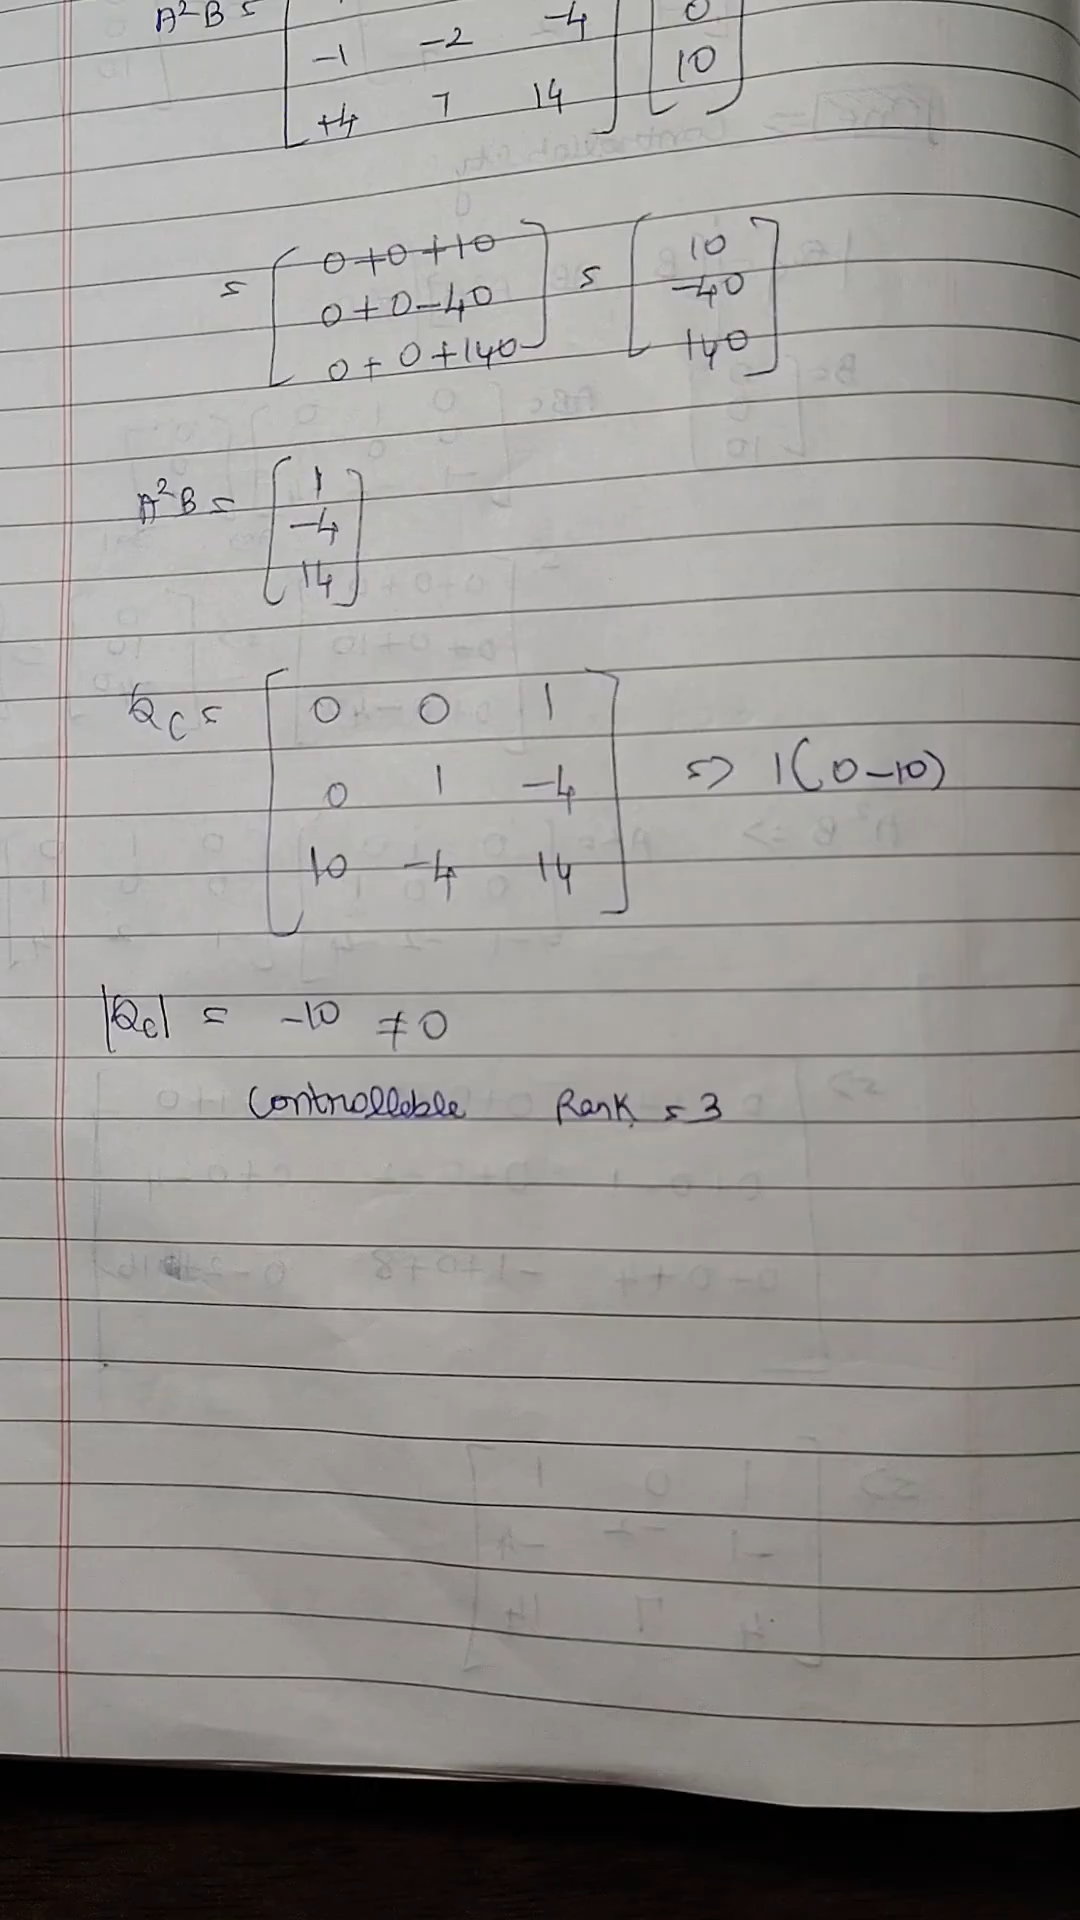 A²B =
-1 -2 -4 0
+4 7 14 10
= [0+0+10 = [10
0+0-40 -40
0+0+140] 140]
A²B = [1
-4
14]
Qc = [0 0 1
0 1 -4 => 1(0-10)
10 -4 14]
|Qc| = -10 ≠0
Controllable Rank = 3